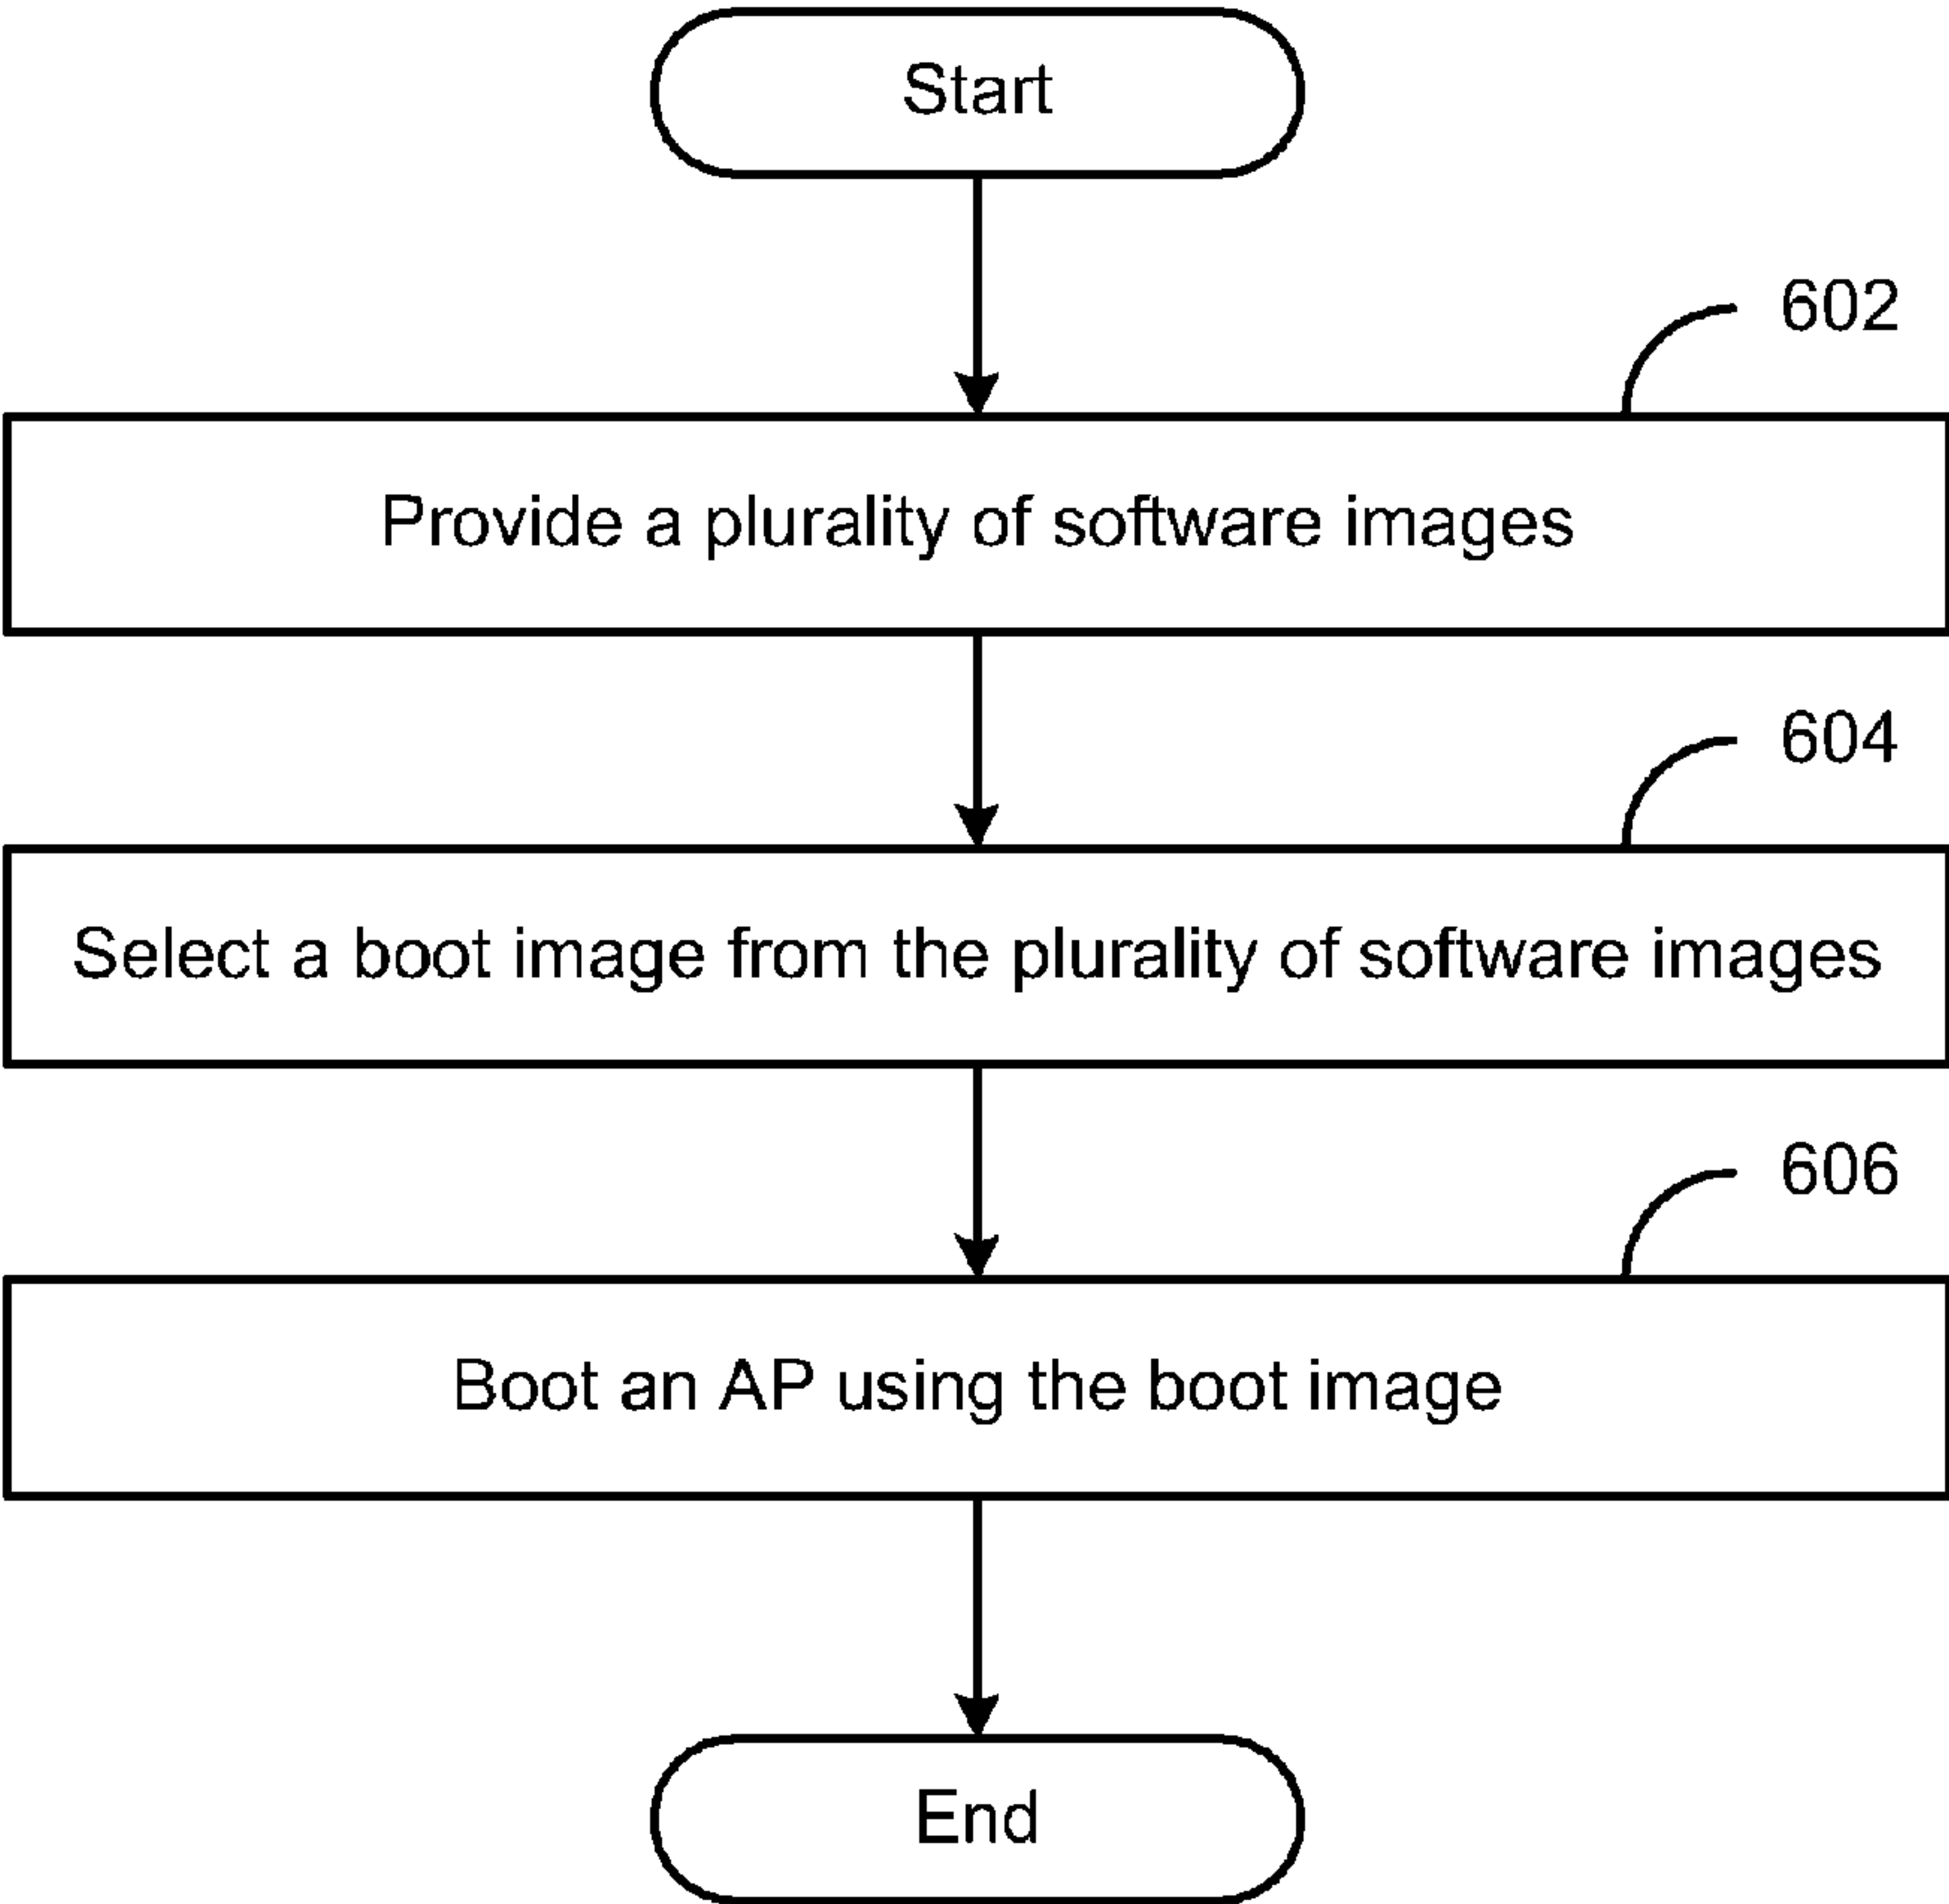 Start
602
Provide a plurality of software images
604
Select a boot image from the plurality of software images
606
Boot an AP using the boot image
End